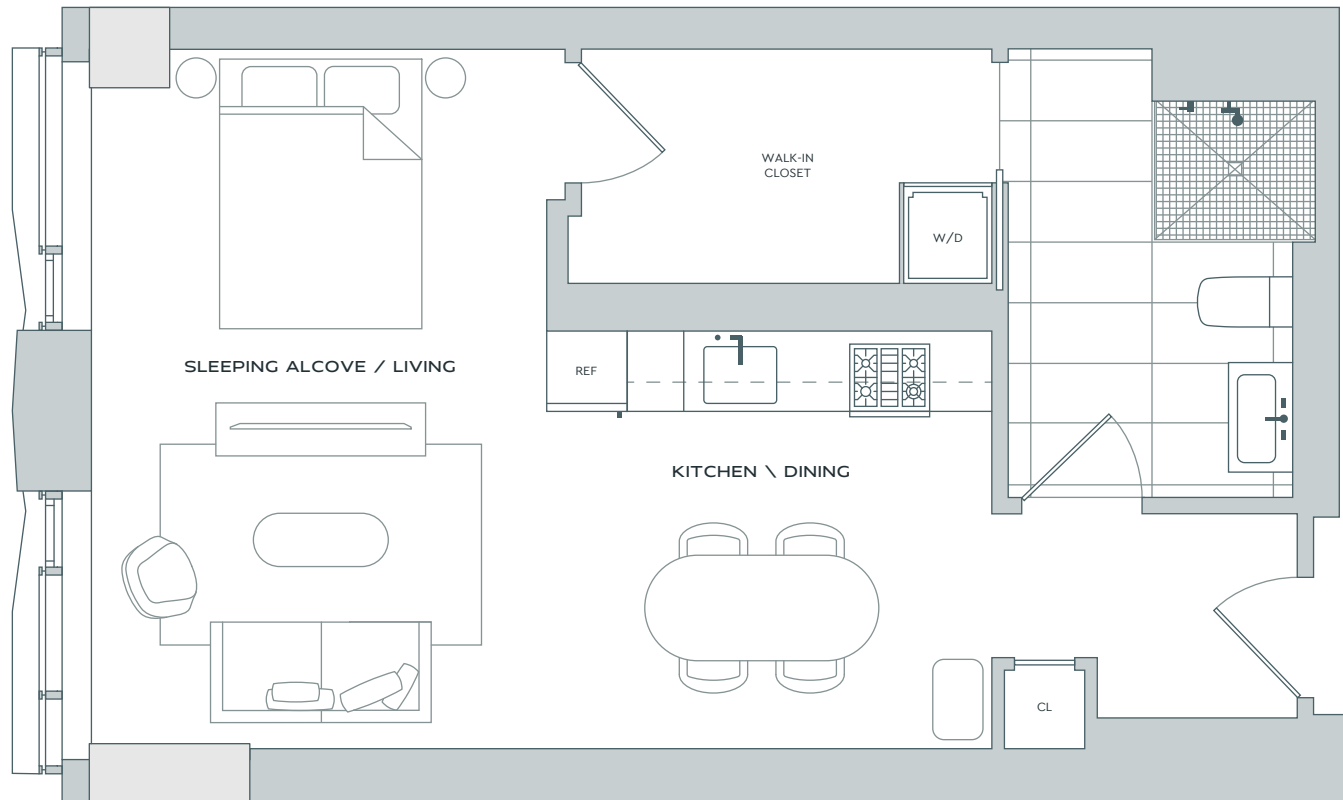 WALK-IN
CLOSET
W/D
SLEEPING ALCOVE / LIVING
REF
KITCHEN \ DINING
CL